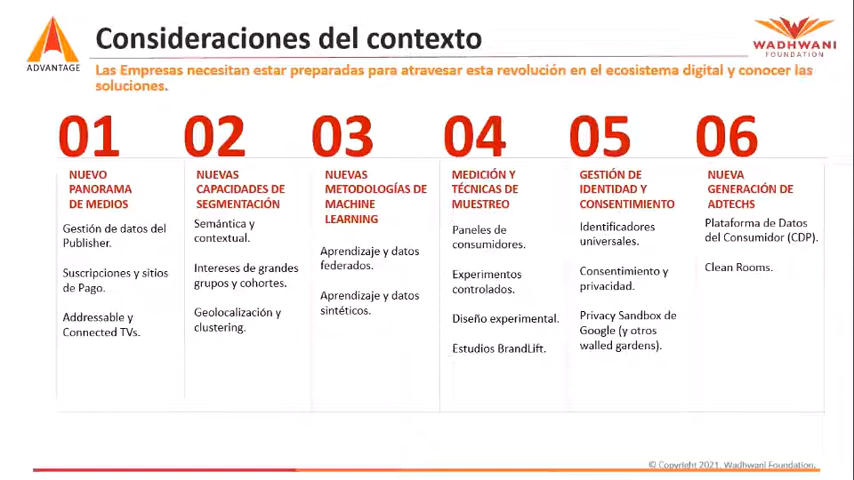 Consideraciones del contexto
ADVANTAGE
WADHWANI
FOUNDATION
Las Empresas necesitan estar preparadas para atravesar esta revolución en el ecosistema digital y conocer las
soluciones.
01
NUEVO
PANORAMA
DE MEDIOS
Gestión de datos del
Publisher.
Suscripciones y sitios
de Pago.
Addressable y
Connected TVs.
02
NUEVAS
CAPACIDADES DE
SEGMENTACIÓN
Semántica y
contextual.
Intereses de grandes
grupos y cohortes.
Geolocalización y
clustering.
03
NUEVAS
METODOLOGÍAS DE
MACHINE
LEARNING
Aprendizaje y datos
federados.
Aprendizaje y datos
sintéticos.
04
MEDICIÓN Y
TÉCNICAS DE
MUESTREO
Paneles de
consumidores.
Experimentos
controlados.
Diseño experimental.
Estudios BrandLift.
05
GESTIÓN DE
IDENTIDAD Y
CONSENTIMIENTO
Identificadores
universales.
Consentimiento y
privacidad.
Privacy Sandbox de
Google (y otros
walled gardens).
06
NUEVA
GENERACIÓN DE
ADTECHS
Plataforma de Datos
del Consumidor (CDP).
Clean Rooms.
© Copyright 2021, Wadhwani Foundation.